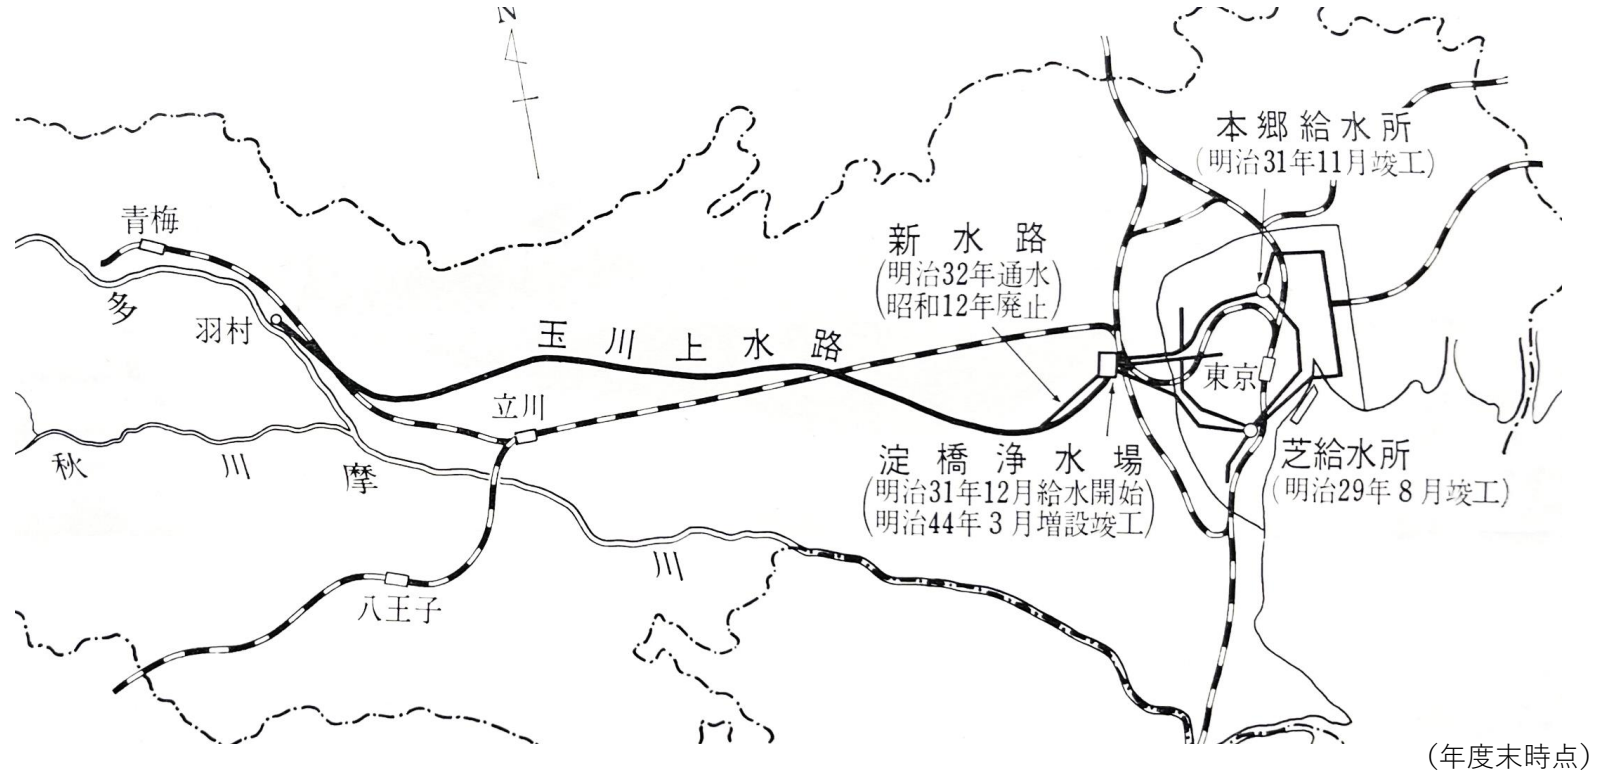 N
本郷給水所
(明治31年11月竣工)
青梅
新水路
(明治32年通水
昭和12年廃止)
多
羽村
玉川上水路
東京
立川
淀橋浄水場
(明治31年12月給水開始
明治44年3月増設竣工)
芝給水所
(明治29年8月竣工)
秋川
摩
川
八王子
(年度末時点)